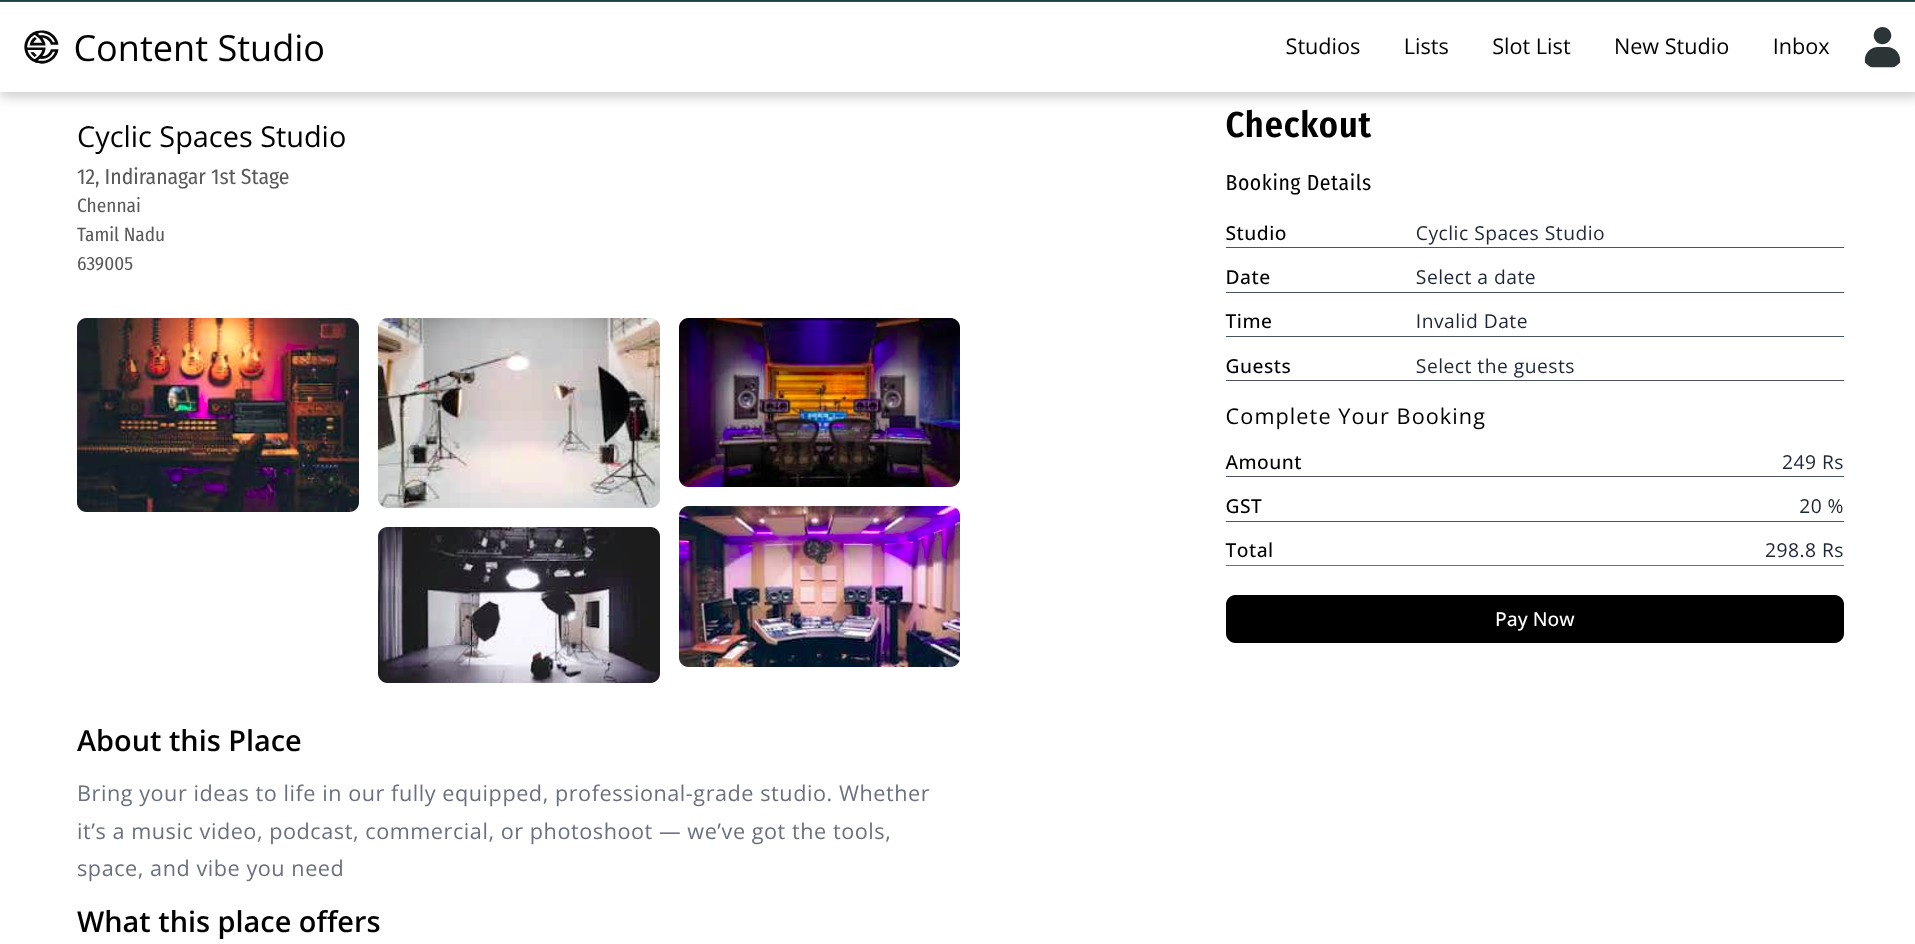 Content Studio
Studios Lists Slot List New Studio Inbox
Cyclic Spaces Studio
12, Indiranagar 1st Stage
Chennai
Tamil Nadu
639005
About this Place
Bring your ideas to life in our fully equipped, professional-grade studio. Whether
it’s a music video, podcast, commercial, or photoshoot — we’ve got the tools,
space, and vibe you need
What this place offers
Checkout
Booking Details
Studio Cyclic Spaces Studio
Date Select a date
Time Invalid Date
Guests Select the guests
Complete Your Booking
Amount 249 Rs
GST 20 %
Total 298.8 Rs
Pay Now